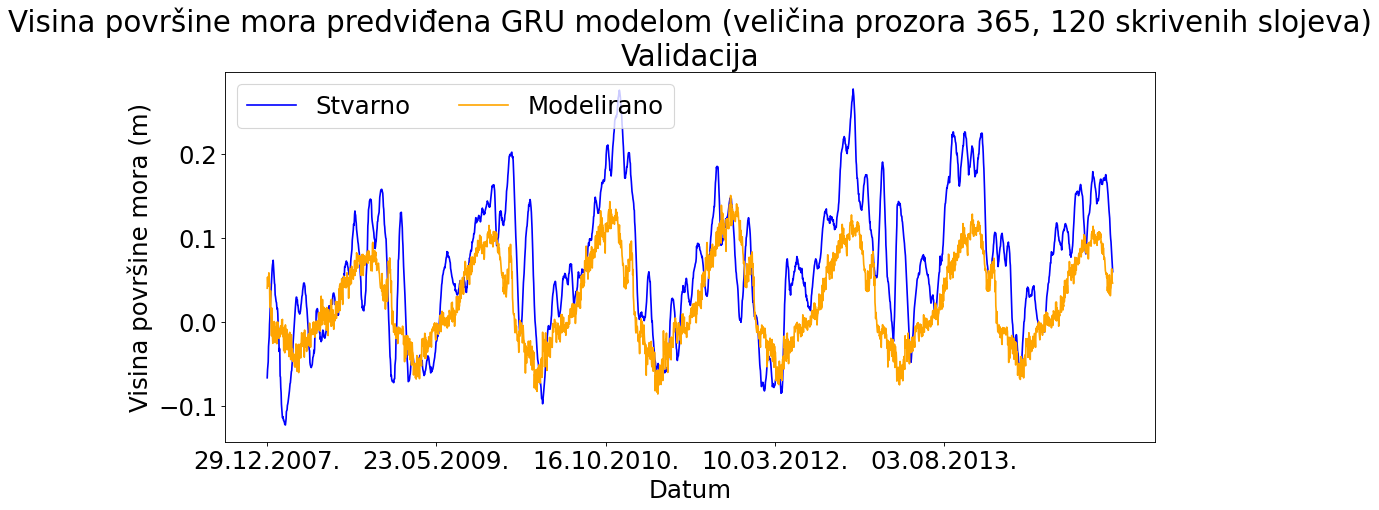 Visina površine mora predviđena GRU modelom (veličina prozora 365, 120 skrivenih slojeva)
Validacija
Stvarno
Modelirano
Visina površine mora (m)
0.2
0.1
0.0
−0.1
29.12.2007.
23.05.2009.
16.10.2010.
10.03.2012.
03.08.2013.
Datum